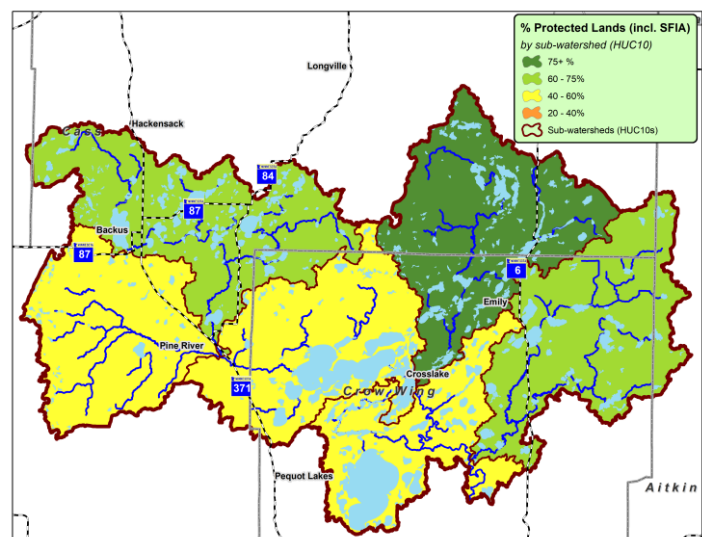 % Protected Lands (incl. SFIA)
by sub-watershed (HUC10)
75+ %
60 - 75%
40 - 60%
20 - 40%
Sub-watersheds (HUC10s)
Longville
Hackensack
Cass
84
87
Backus
87
6
Emily
Pine River
Crosslake
371
Crow Wing
Pequot Lakes
Aitkin